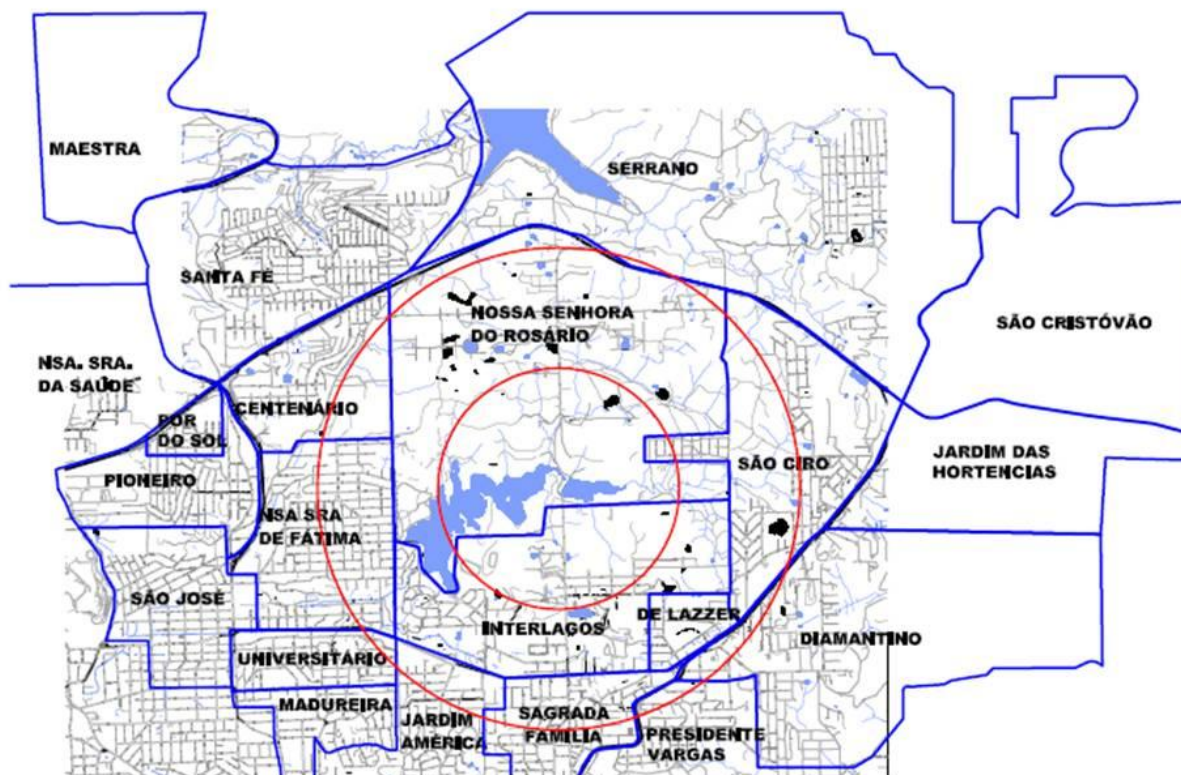 MAESTRA
SERRANO
SANTA FÉ
NOSSA SENHORA
DO ROSÁRIO
SÃO CRISTÓVÃO
NSA. SRA.
DA SAUDE
CENTENÁRIO
POR
DO SOL
PIONEIRO
SÃO CIRO
JARDIM DAS
HORTENCIAS
NSA SRA
DE FÁTIMA
SÃO JOSÉ
INTERLAGOS
DE LAZZER
DIAMANTINO
UNIVERSITÁRIO
MADUREIRA
JARDIM
AMÉRICA
SAGRADA
FAMÍLIA
PRESIDENTE
VARGAS